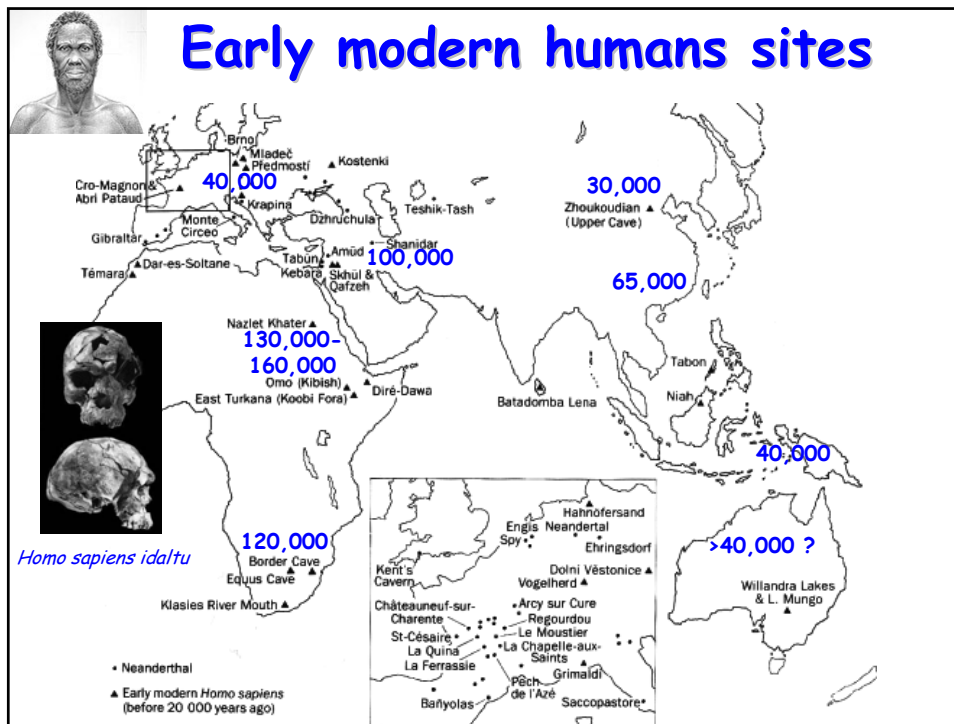 Early modern humans sites
Brno
Mladeč
Předmostí
Kostenki
Cro-Magnon &
Abri Pataud
40,000
Krapina
Dzhruchula
Teshik-Tash
30,000
Zhoukoudian
(Upper Cave)
Monte
Circeo
Gibraltar
Shanidar
Tabūn
Amūd
100,000
Kebara
Skhūl &
Qafzeh
Dar-es-Soltane
Témara
65,000
Nazlet Khater
130,000-
160,000
Omo (Kibish)
Diré-Dawa
East Turkana (Koobi Fora)
Batadomba Lena
Tabon
Niah
40,000
Homo sapiens idaltu
120,000
Border Cave
Equus Cave
Klasies River Mouth
>40,000 ?
Willandra Lakes
& L. Mungo
Hahnöfersand
Engis
Neandertal
Spy
Ehringsdorf
Kent's
Cavern
Dolni Věstonice
Vogelherd
Châteauneuf-sur-
Charente
Arcy sur Cure
Regourdou
St-Césaire
Le Moustier
La Quina
La Chapelle-aux-
Saints
La Ferrassie
Grimaldi
Pech
de l'Azé
Bañyolas
Saccopastore
• Neanderthal
▲ Early modern Homo sapiens
(before 20 000 years ago)